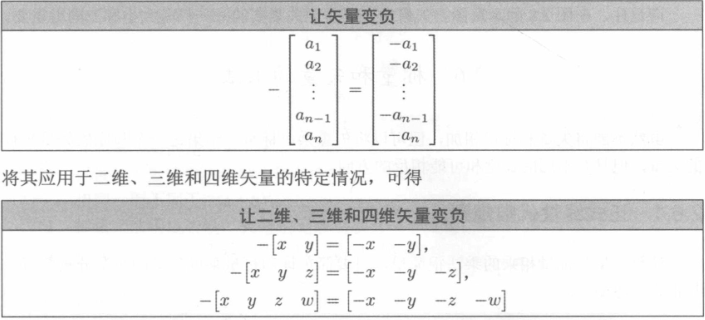 让矢量变负
$-\begin{bmatrix} a_1 \\ a_2 \\ \vdots \\ a_{n-1} \\ a_n \end{bmatrix} = \begin{bmatrix} -a_1 \\ -a_2 \\ \vdots \\ -a_{n-1} \\ -a_n \end{bmatrix}$
将其应用于二维、三维和四维矢量的特定情况，可得
让二维、三维和四维矢量变负
$-[x \quad y] = [-x \quad -y]$，
$-[x \quad y \quad z] = [-x \quad -y \quad -z]$，
$-[x \quad y \quad z \quad w] = [-x \quad -y \quad -z \quad -w]$